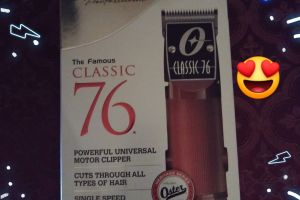 Professional
The Famous
CLASSIC
76
POWERFUL UNIVERSAL
MOTOR CLIPPER
CUTS THROUGH ALL
TYPES OF HAIR
SINGLE SPEED
O
CLASSIC 76
Oster